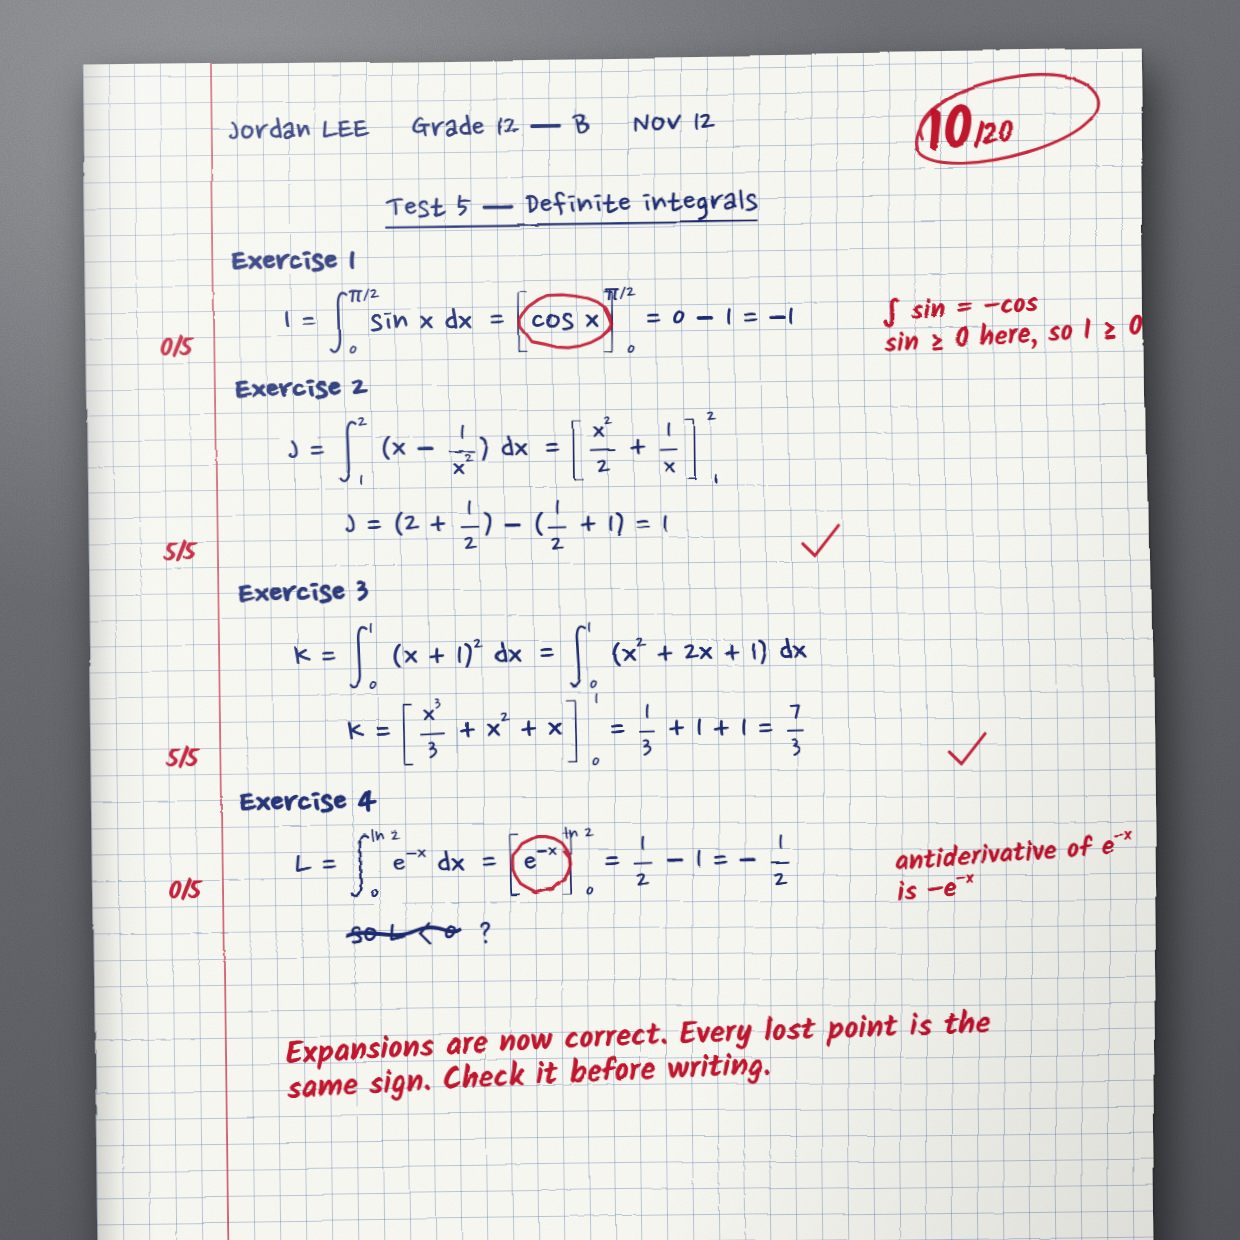 Jordan LEE Grade 12 — B NOV 12
10/20
Test 5 — Definite integrals
Exercise 1
I = ∫₀^{π/2} sin x dx = [cos x]₀^{π/2} = 0 − 1 = −1
∫ sin = −cos
sin ≥ 0 here, so I ≥ 0
0/5
Exercise 2
J = ∫₁² (x − 1/x²) dx = [x²/2 + 1/x]₁²
J = (2 + 1/2) − (1/2 + 1) = 1 ✓
5/5
Exercise 3
K = ∫₀¹ (x + 1)² dx = ∫₀¹ (x² + 2x + 1) dx
K = [x³/3 + x² + x]₀¹ = 1/3 + 1 + 1 = 7/3 ✓
5/5
Exercise 4
L = ∫₀^{ln 2} e^{−x} dx = [e^{−x}]₀^{ln 2} = 1/2 − 1 = − 1/2
antiderivative of e^{−x}
is −e^{−x}
0/5
so L < 0 ?
Expansions are now correct. Every lost point is the
same sign. Check it before writing.